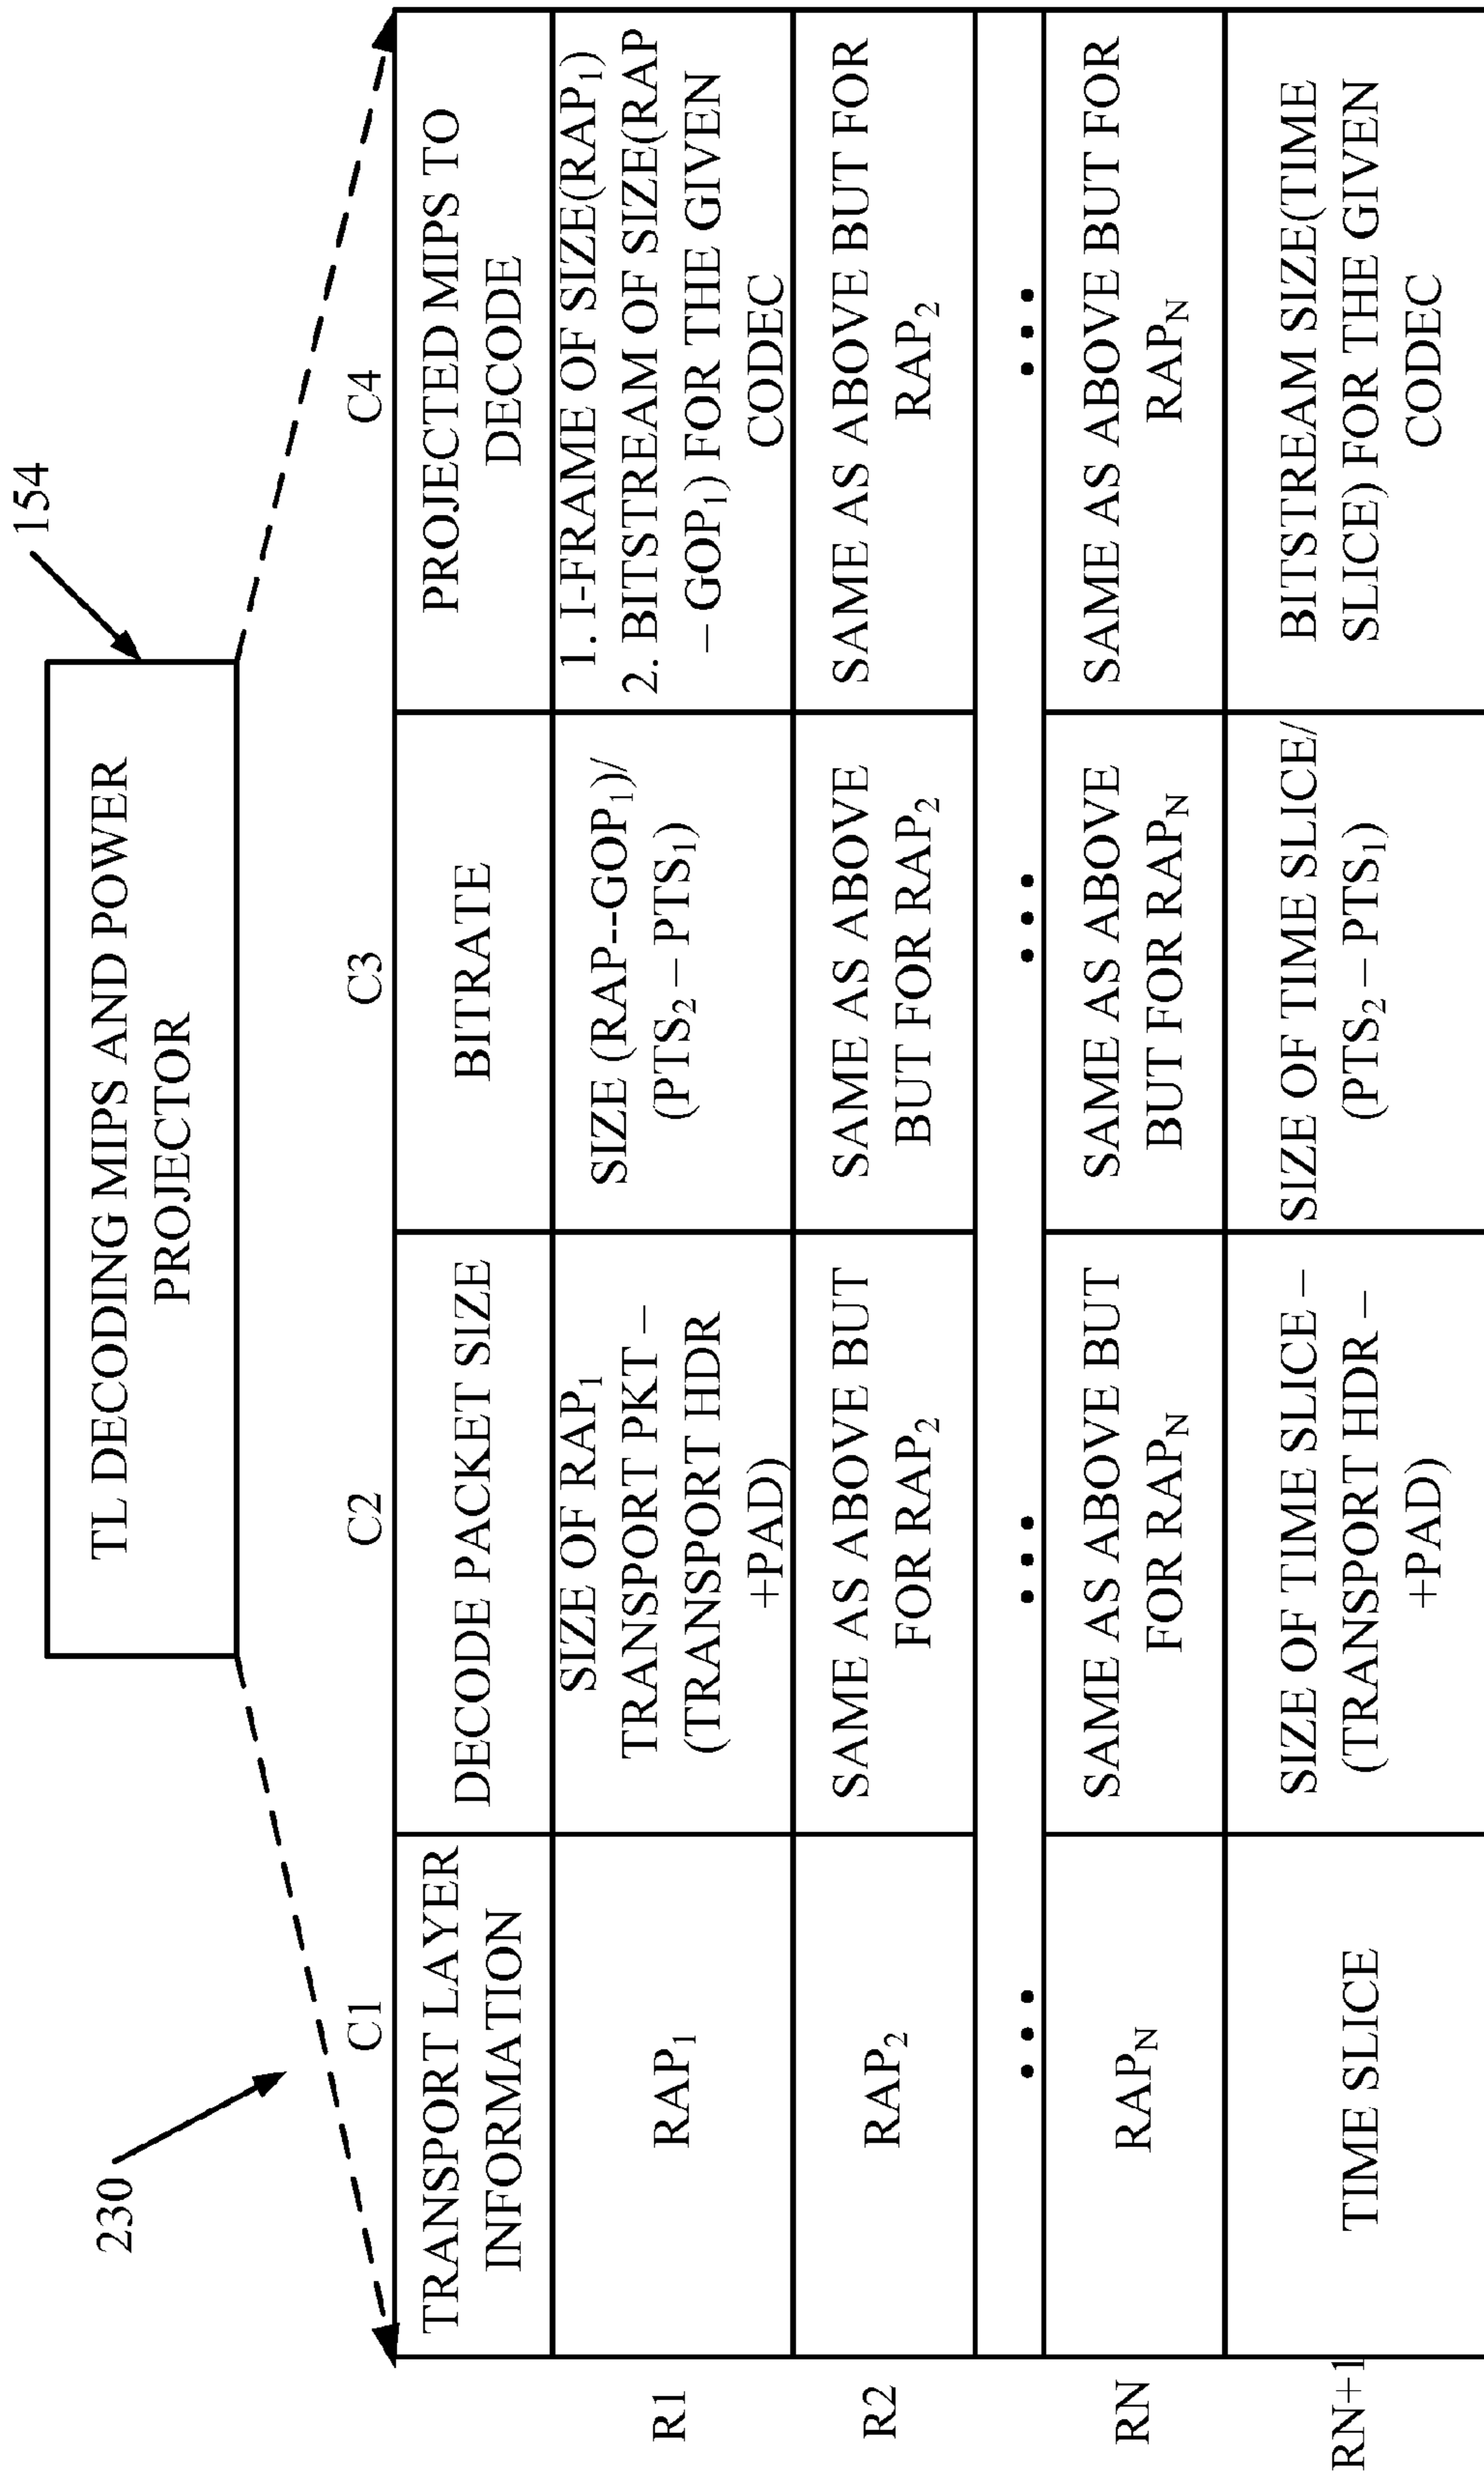 154
TL DECODING MIPS AND POWER
PROJECTOR
230
C1
C2
C3
C4
TRANSPORT LAYER
INFORMATION
DECODE PACKET SIZE
BITRATE
PROJECTED MIPS TO
DECODE
R1
RAP₁
SIZE OF RAP₁
TRANSPORT PKT –
(TRANSPORT HDR
+PAD)
SIZE (RAP--GOP₁)/
(PTS₂ – PTS₁)
1. I-FRAME OF SIZE(RAP₁)
2. BITSTREAM OF SIZE(RAP
– GOP₁) FOR THE GIVEN
CODEC
R2
RAP₂
SAME AS ABOVE BUT
FOR RAP₂
SAME AS ABOVE
BUT FOR RAP₂
SAME AS ABOVE BUT FOR
RAP₂
• • •
• • •
• • •
• • •
RN
RAP_N
SAME AS ABOVE BUT
FOR RAP_N
SAME AS ABOVE
BUT FOR RAP_N
SAME AS ABOVE BUT FOR
RAP_N
RN+1
TIME SLICE
SIZE OF TIME SLICE –
(TRANSPORT HDR –
+PAD)
SIZE OF TIME SLICE/
(PTS₂ – PTS₁)
BITSTREAM SIZE(TIME
SLICE) FOR THE GIVEN
CODEC